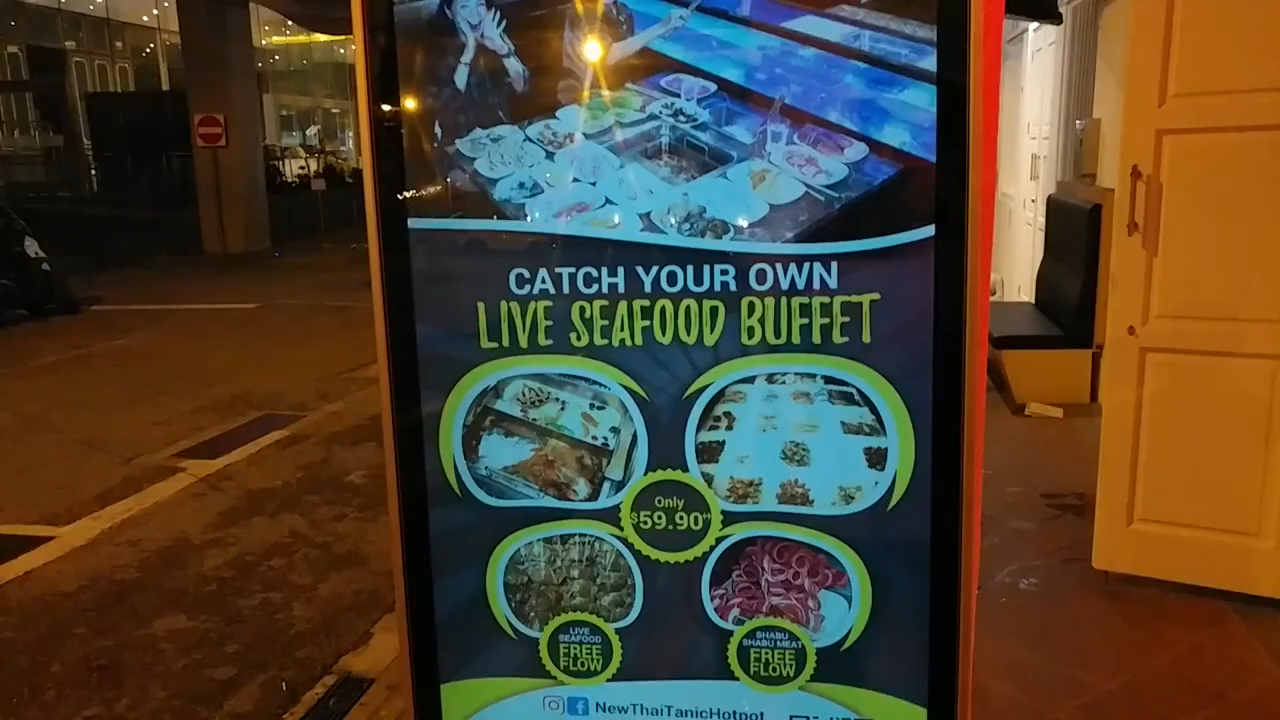 CATCH YOUR OWN
LIVE SEAFOOD BUFFET
Only
$59.90++
LIVE
SEAFOOD
FREE
FLOW
SHABU
SHABU MEAT
FREE
FLOW
NewThaiTanicHotpot